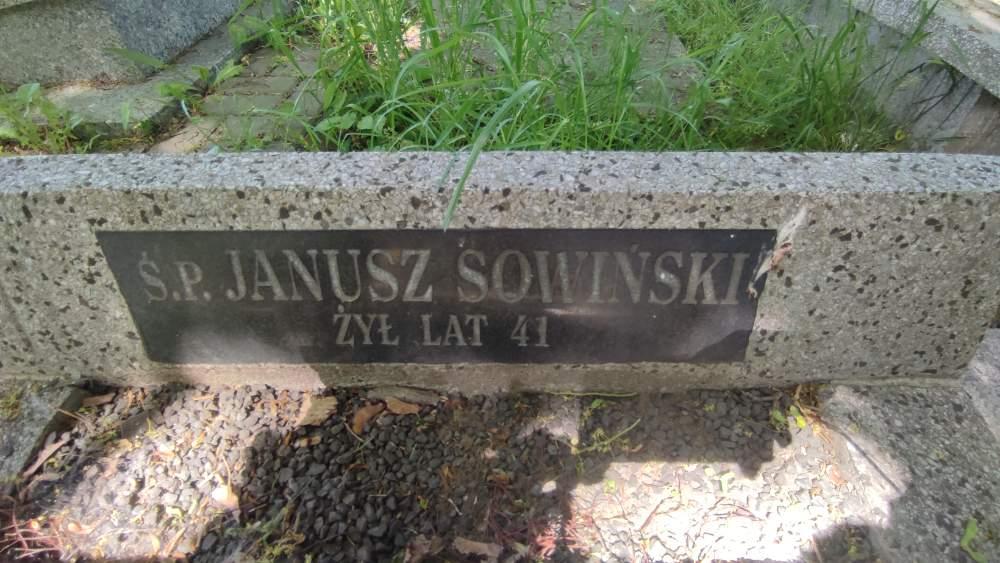 Ś.P. JANUSZ SOWIŃSKI
ŻYŁ LAT 41